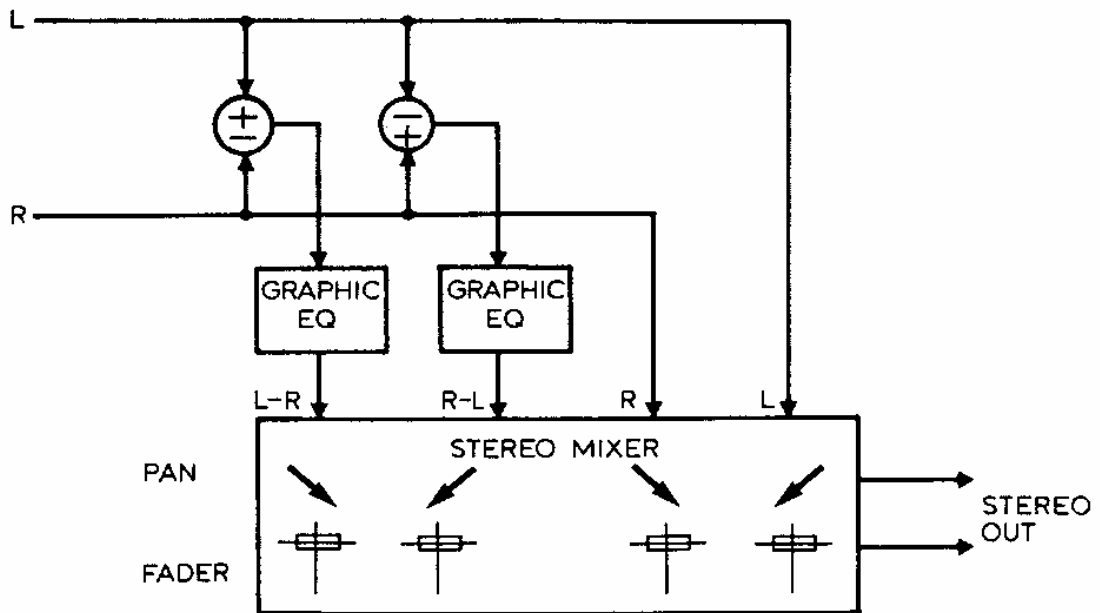 L
+
−
−
+
R
GRAPHIC
EQ
GRAPHIC
EQ
L-R
R-L
R
L
STEREO MIXER
PAN
STEREO
OUT
FADER